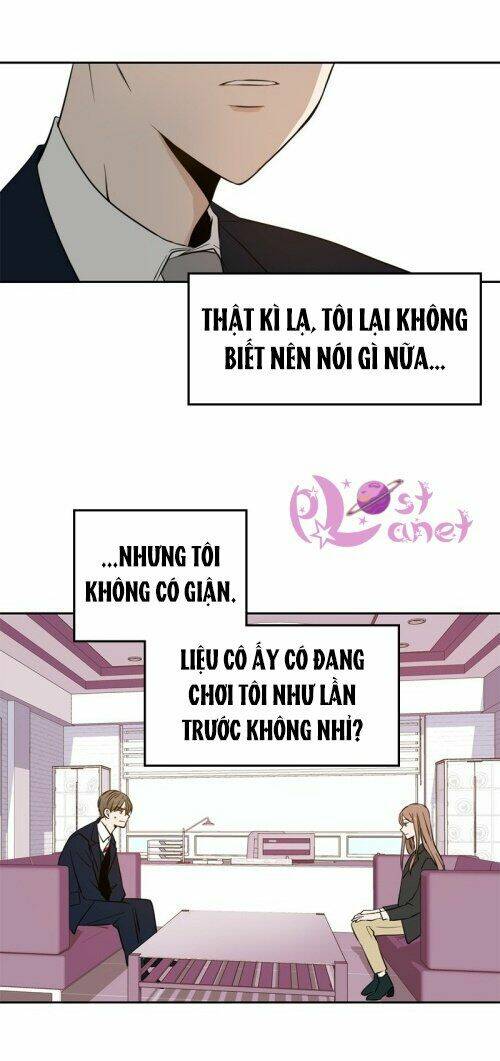 THẬT KÌ LẠ, TÔI LẠI KHÔNG
BIẾT NÊN NÓI GÌ NỮA...
Lost
Planet
...NHƯNG TÔI
KHÔNG CÓ GIẬN.
LIỆU CÔ ẤY CÓ ĐANG
CHƠI TÔI NHƯ LẦN
TRƯỚC KHÔNG NHỈ?